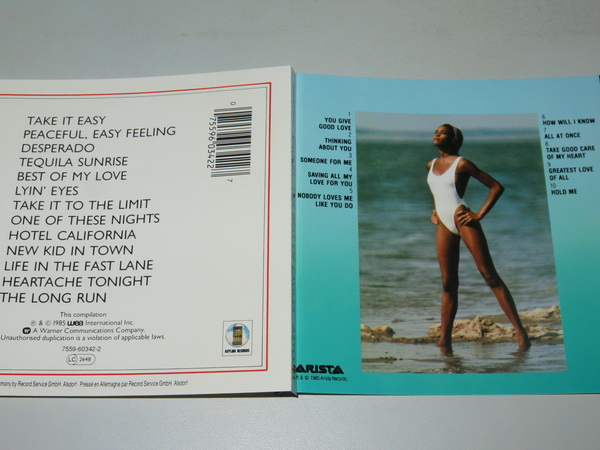 TAKE IT EASY
PEACEFUL, EASY FEELING
DESPERADO
TEQUILA SUNRISE
BEST OF MY LOVE
LYIN' EYES
TAKE IT TO THE LIMIT
ONE OF THESE NIGHTS
HOTEL CALIFORNIA
NEW KID IN TOWN
LIFE IN THE FAST LANE
HEARTACHE TONIGHT
THE LONG RUN
This compilation
℗ & © 1985 wea International Inc.
A Warner Communications Company.
Unauthorised duplication is a violation of applicable laws.
7559-60342-2
LC 2648
ASYLUM RECORDS
0
75596 03422
7
by Record Service GmbH, Alsdorf. Pressé en Allemagne par Record Service GmbH, Alsdorf
1
YOU GIVE
GOOD LOVE
2
THINKING
ABOUT YOU
3
SOMEONE FOR ME
4
SAVING ALL MY
LOVE FOR YOU
5
NOBODY LOVES ME
LIKE YOU DO
6
HOW WILL I KNOW
7
ALL AT ONCE
8
TAKE GOOD CARE
OF MY HEART
9
GREATEST LOVE
OF ALL
10
HOLD ME
ARISTA
& © 1985 Arista Records,